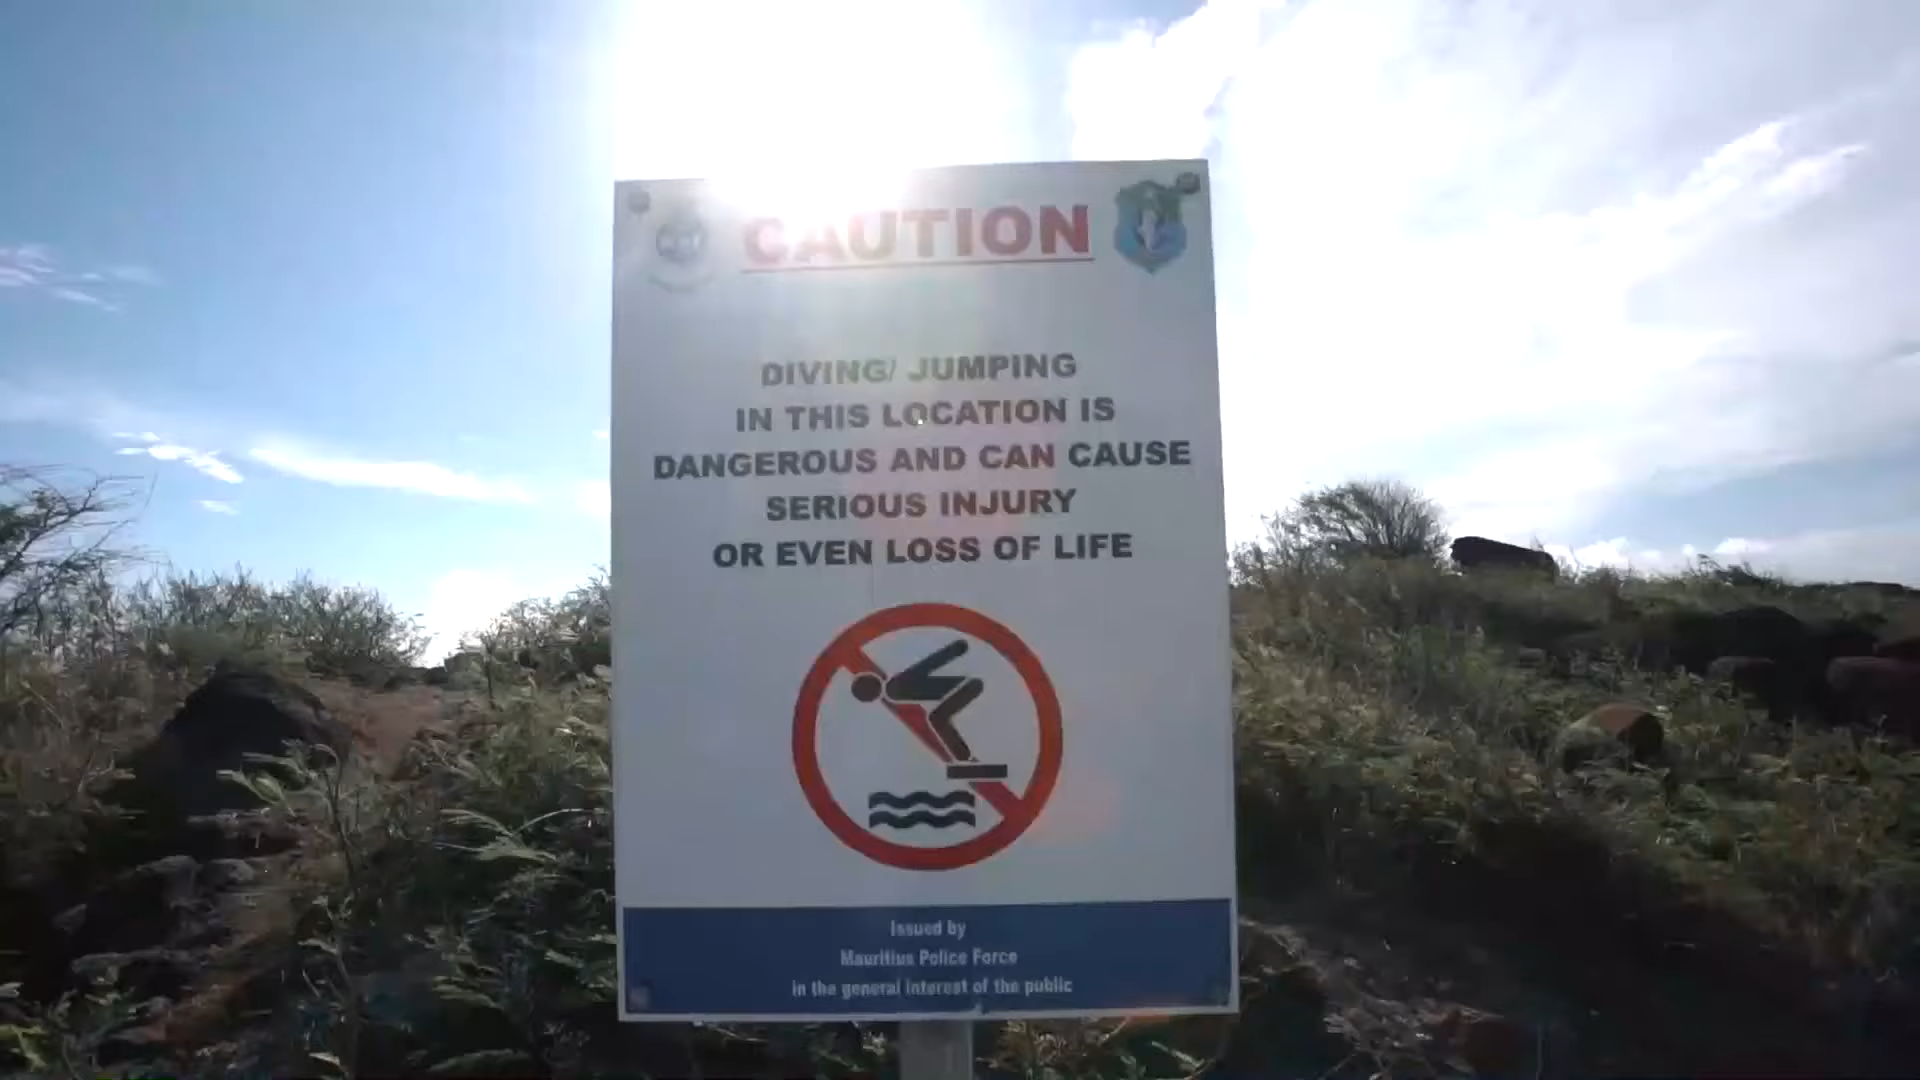 CAUTION
DIVING/ JUMPING
IN THIS LOCATION IS
DANGEROUS AND CAN CAUSE
SERIOUS INJURY
OR EVEN LOSS OF LIFE
Issued by
Mauritius Police Force
in the general interest of the public